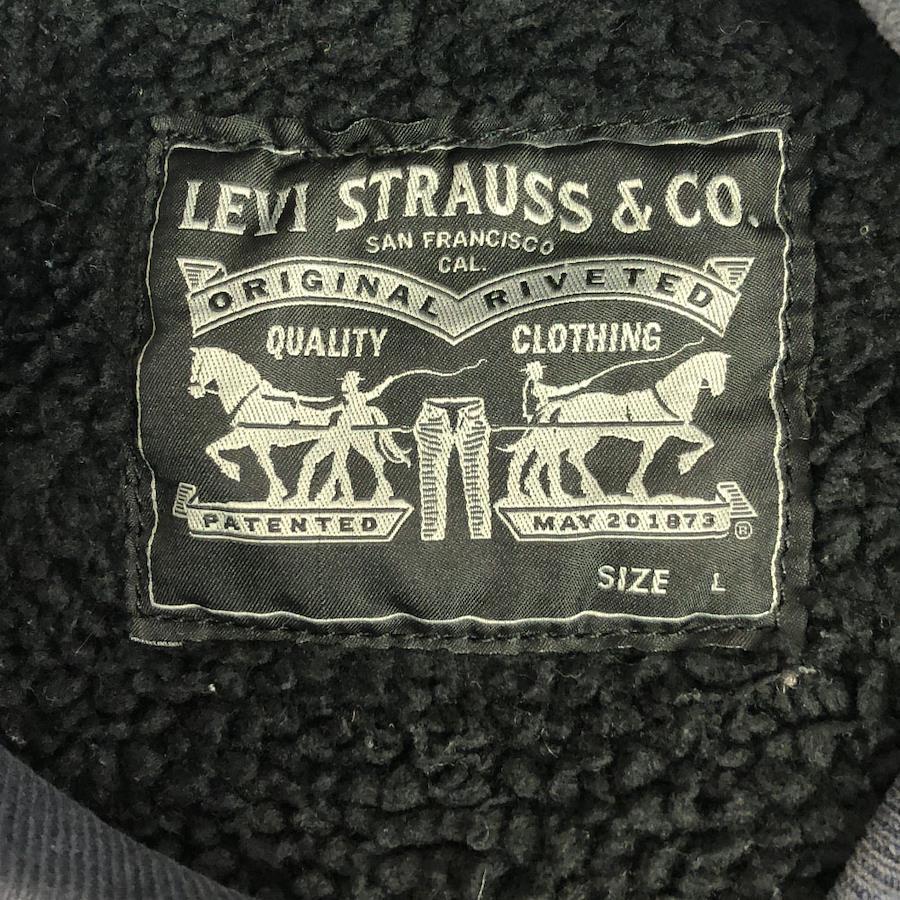 LEVI STRAUSS & CO.
SAN FRANCISCO
CAL.
ORIGINAL RIVETED
QUALITY CLOTHING
PATENTED MAY 20 1873 ®
SIZE L